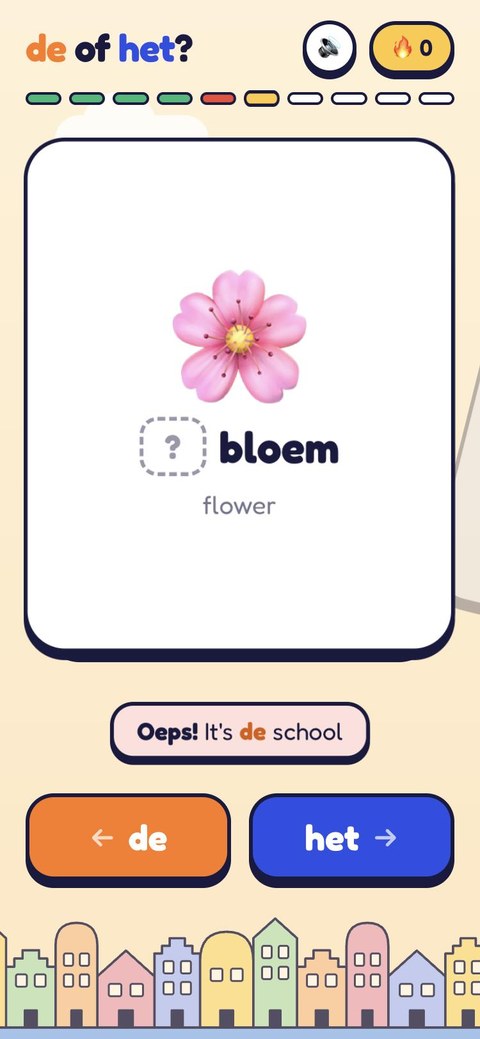 de of het?
0
? bloem
flower
Oeps! It's de school
← de
het →